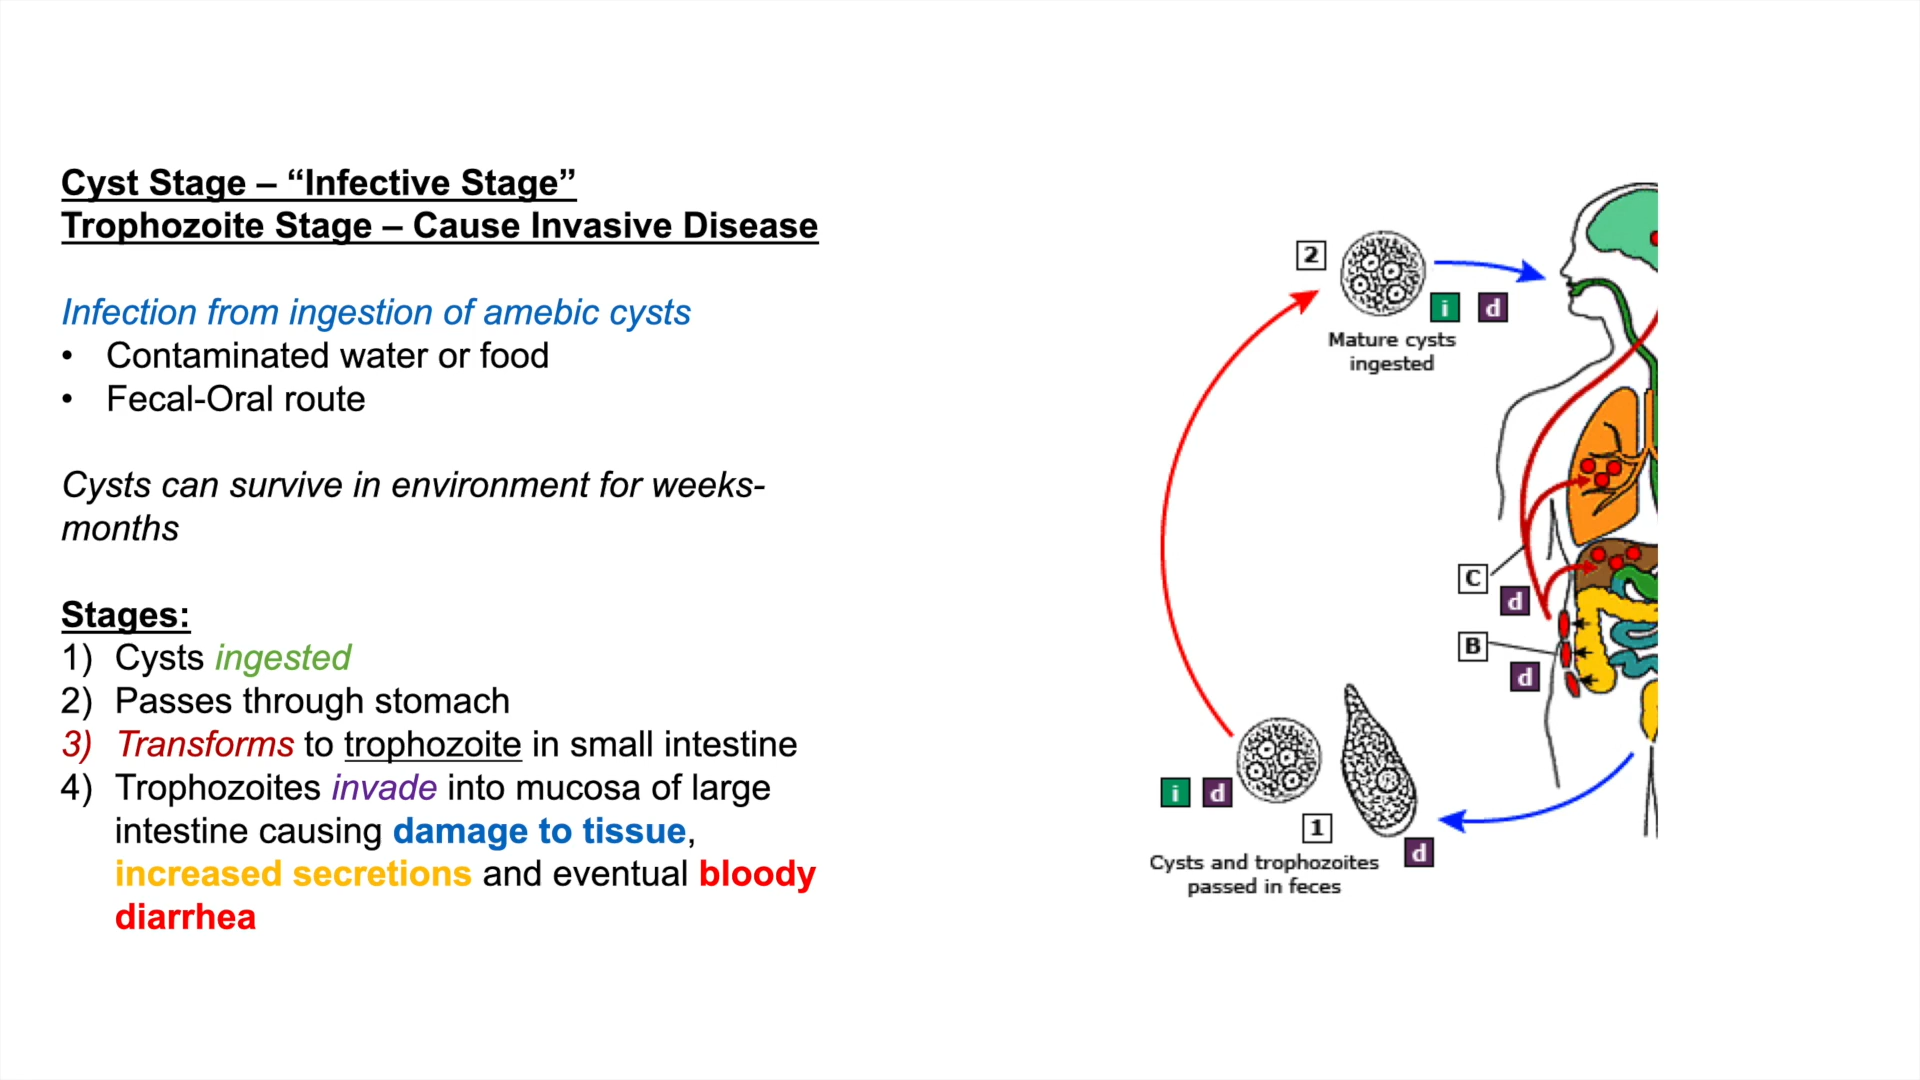 Cyst Stage – “Infective Stage”
Trophozoite Stage – Cause Invasive Disease
Infection from ingestion of amebic cysts
• Contaminated water or food
• Fecal-Oral route
Cysts can survive in environment for weeks-
months
Stages:
1) Cysts ingested
2) Passes through stomach
3) Transforms to trophozoite in small intestine
4) Trophozoites invade into mucosa of large
intestine causing damage to tissue,
increased secretions and eventual bloody
diarrhea
2
i d
Mature cysts
ingested
C
d
B
d
i d
1
d
Cysts and trophozoites
passed in feces